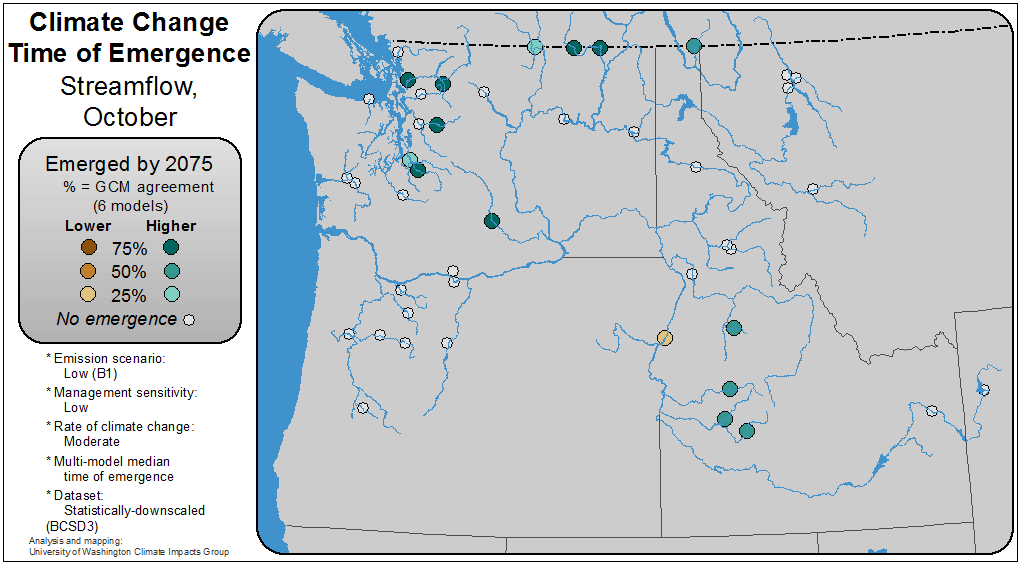 Climate Change
Time of Emergence
Streamflow,
October
Emerged by 2075
% = GCM agreement
(6 models)
Lower Higher
75%
50%
25%
No emergence
* Emission scenario:
Low (B1)
* Management sensitivity:
Low
* Rate of climate change:
Moderate
* Multi-model median
time of emergence
* Dataset:
Statistically-downscaled
(BCSD3)
Analysis and mapping:
University of Washington Climate Impacts Group